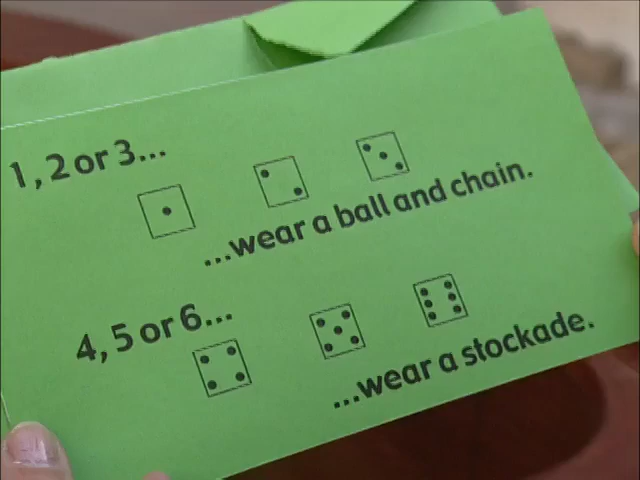 1, 2 or 3...
...wear a ball and chain.
4, 5 or 6...
...wear a stockade.